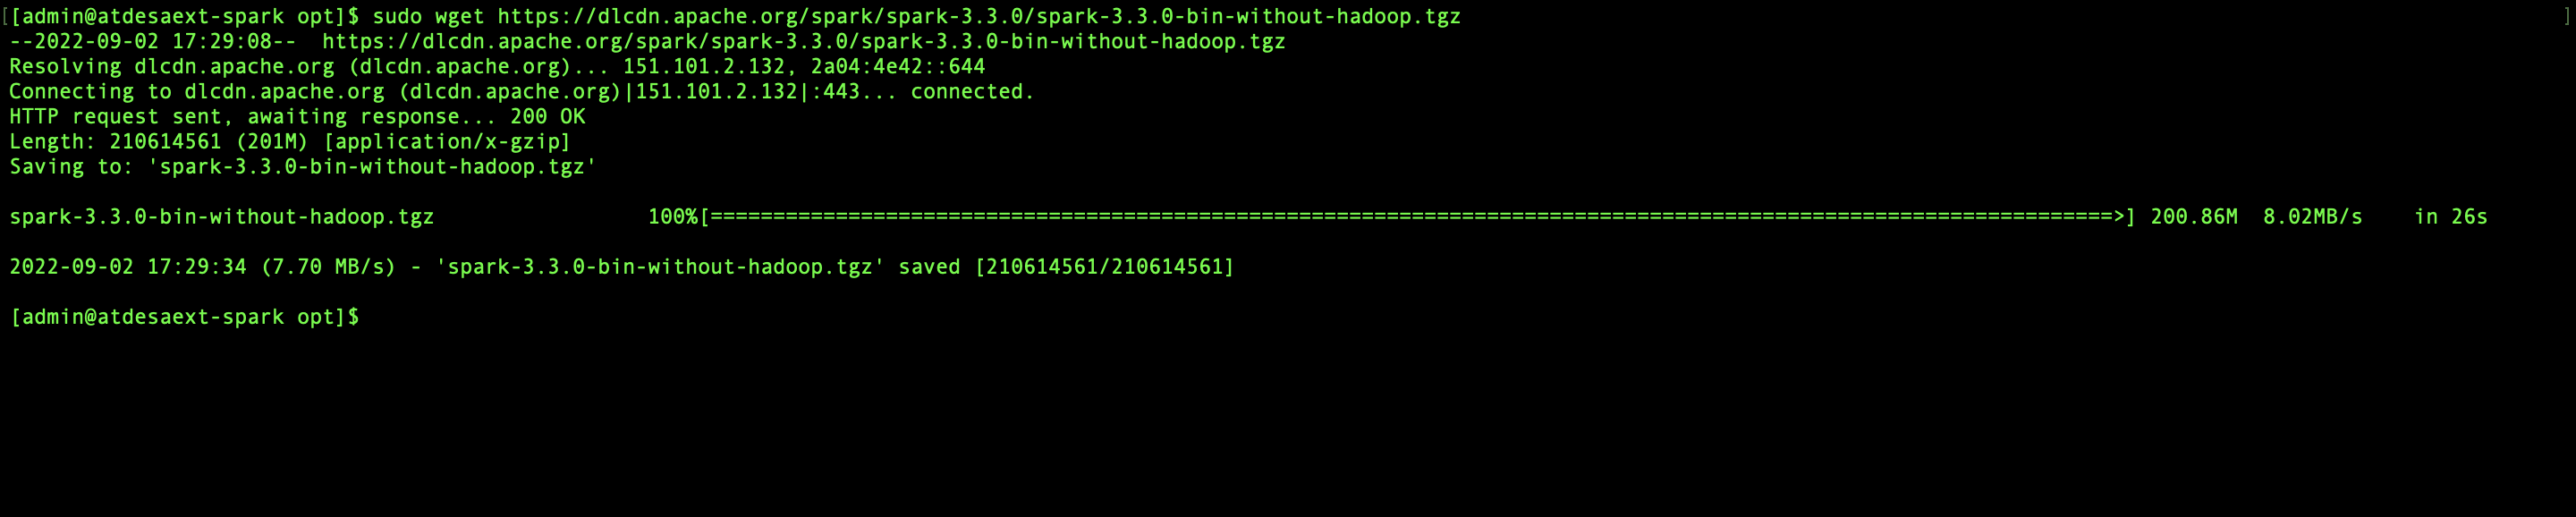 [[admin@atdesaext-spark opt]$ sudo wget https://dlcdn.apache.org/spark/spark-3.3.0/spark-3.3.0-bin-without-hadoop.tgz ]
--2022-09-02 17:29:08--  https://dlcdn.apache.org/spark/spark-3.3.0/spark-3.3.0-bin-without-hadoop.tgz
Resolving dlcdn.apache.org (dlcdn.apache.org)... 151.101.2.132, 2a04:4e42::644
Connecting to dlcdn.apache.org (dlcdn.apache.org)|151.101.2.132|:443... connected.
HTTP request sent, awaiting response... 200 OK
Length: 210614561 (201M) [application/x-gzip]
Saving to: 'spark-3.3.0-bin-without-hadoop.tgz'
spark-3.3.0-bin-without-hadoop.tgz 100%[================================================================================================================>] 200.86M  8.02MB/s    in 26s
2022-09-02 17:29:34 (7.70 MB/s) - 'spark-3.3.0-bin-without-hadoop.tgz' saved [210614561/210614561]
[admin@atdesaext-spark opt]$